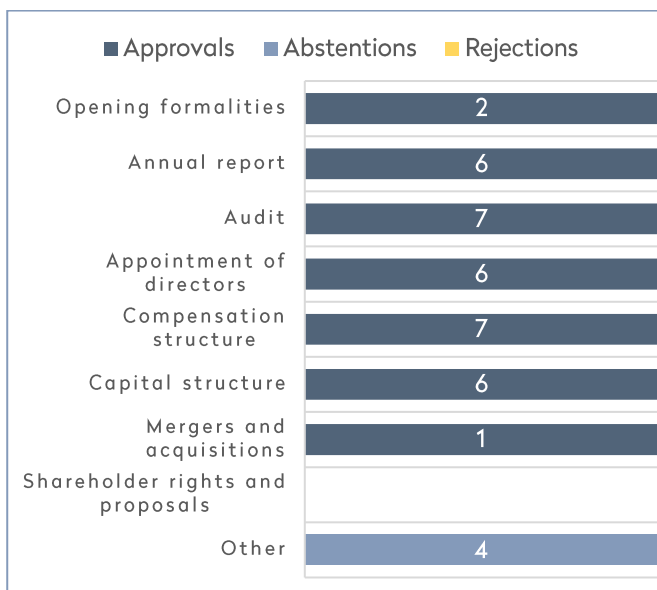 Approvals Abstentions Rejections
Opening formalities 2
Annual report 6
Audit 7
Appointment of
directors 6
Compensation
structure 7
Capital structure 6
Mergers and
acquisitions 1
Shareholder rights and
proposals
Other 4